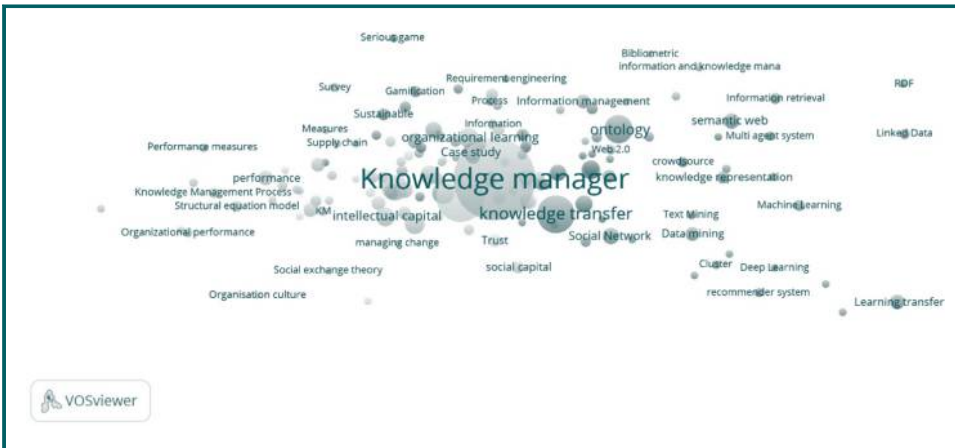 Serious game
Bibliometric
information and knowledge mana
Requirement engineering
RDF
Survey
Gamification
Process
Information management
Information retrieval
Sustainable
Information
ontology
semantic web
Measures
organizational learning
Multi agent system
Linked Data
Supply chain
Performance measures
Case study
Web 2.0
crowdsource
performance
Knowledge manager
knowledge representation
Knowledge Management Process
Structural equation model
KM
intellectual capital
knowledge transfer
Text Mining
Machine Learning
Organizational performance
managing change
Trust
Social Network
Data mining
Social exchange theory
social capital
Cluster
Deep Learning
Organisation culture
recommender system
Learning transfer
VOSviewer